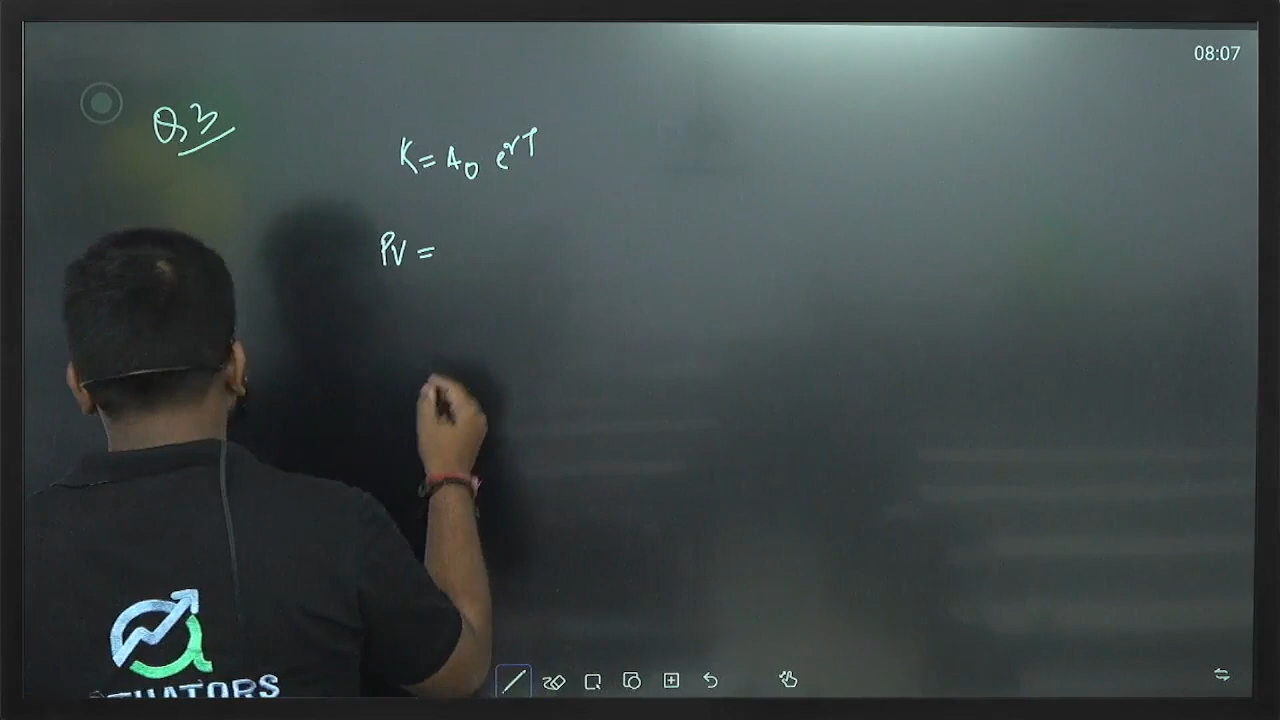 08:07
Q3
K = A₀ e^rT
PV =